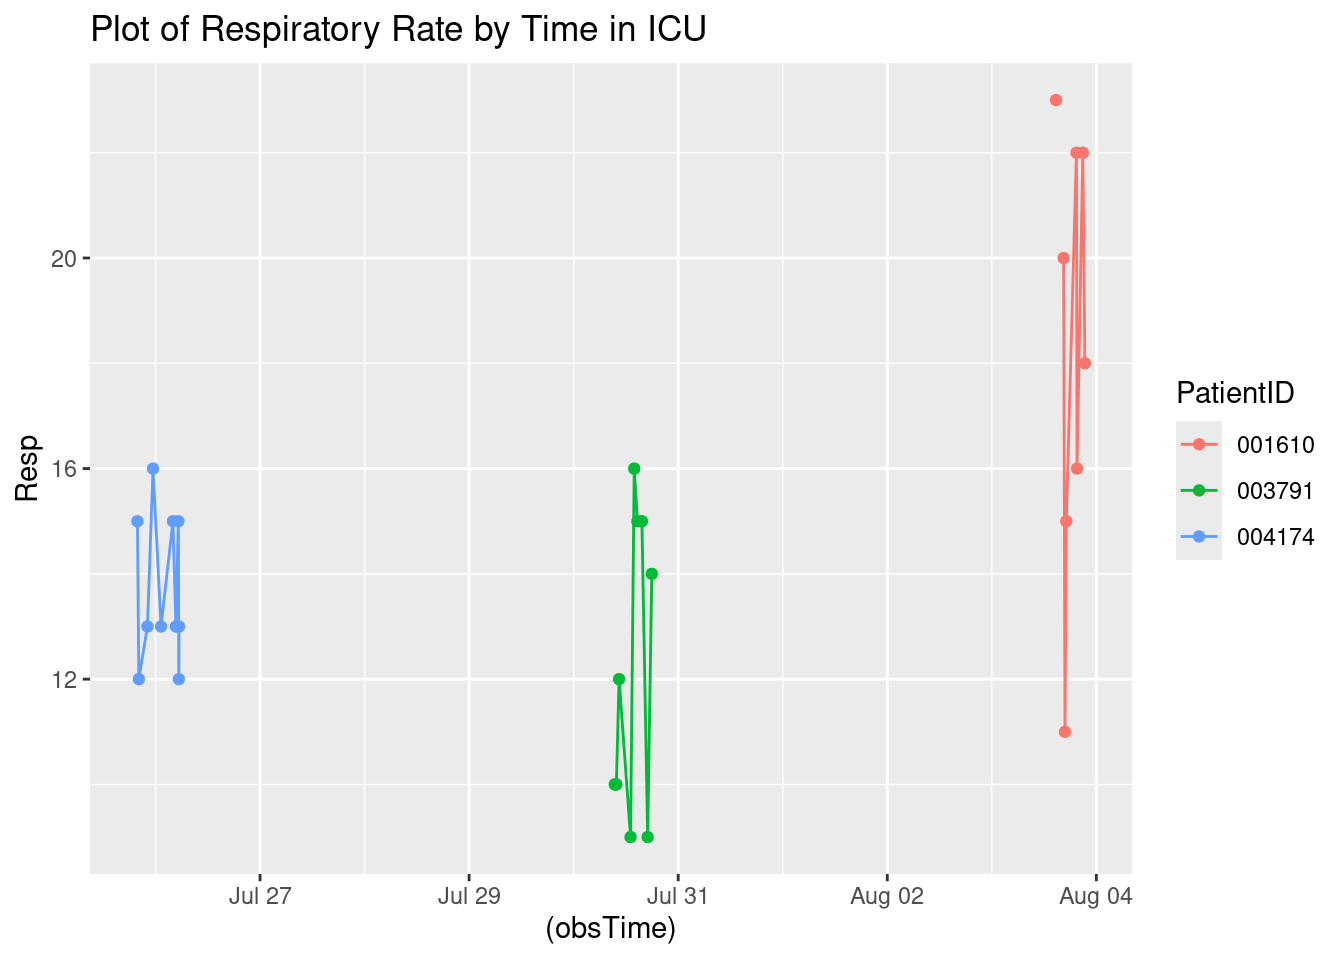 Plot of Respiratory Rate by Time in ICU
Resp
20
16
12
Jul 27
Jul 29
Jul 31
Aug 02
Aug 04
(obsTime)
PatientID
001610
003791
004174